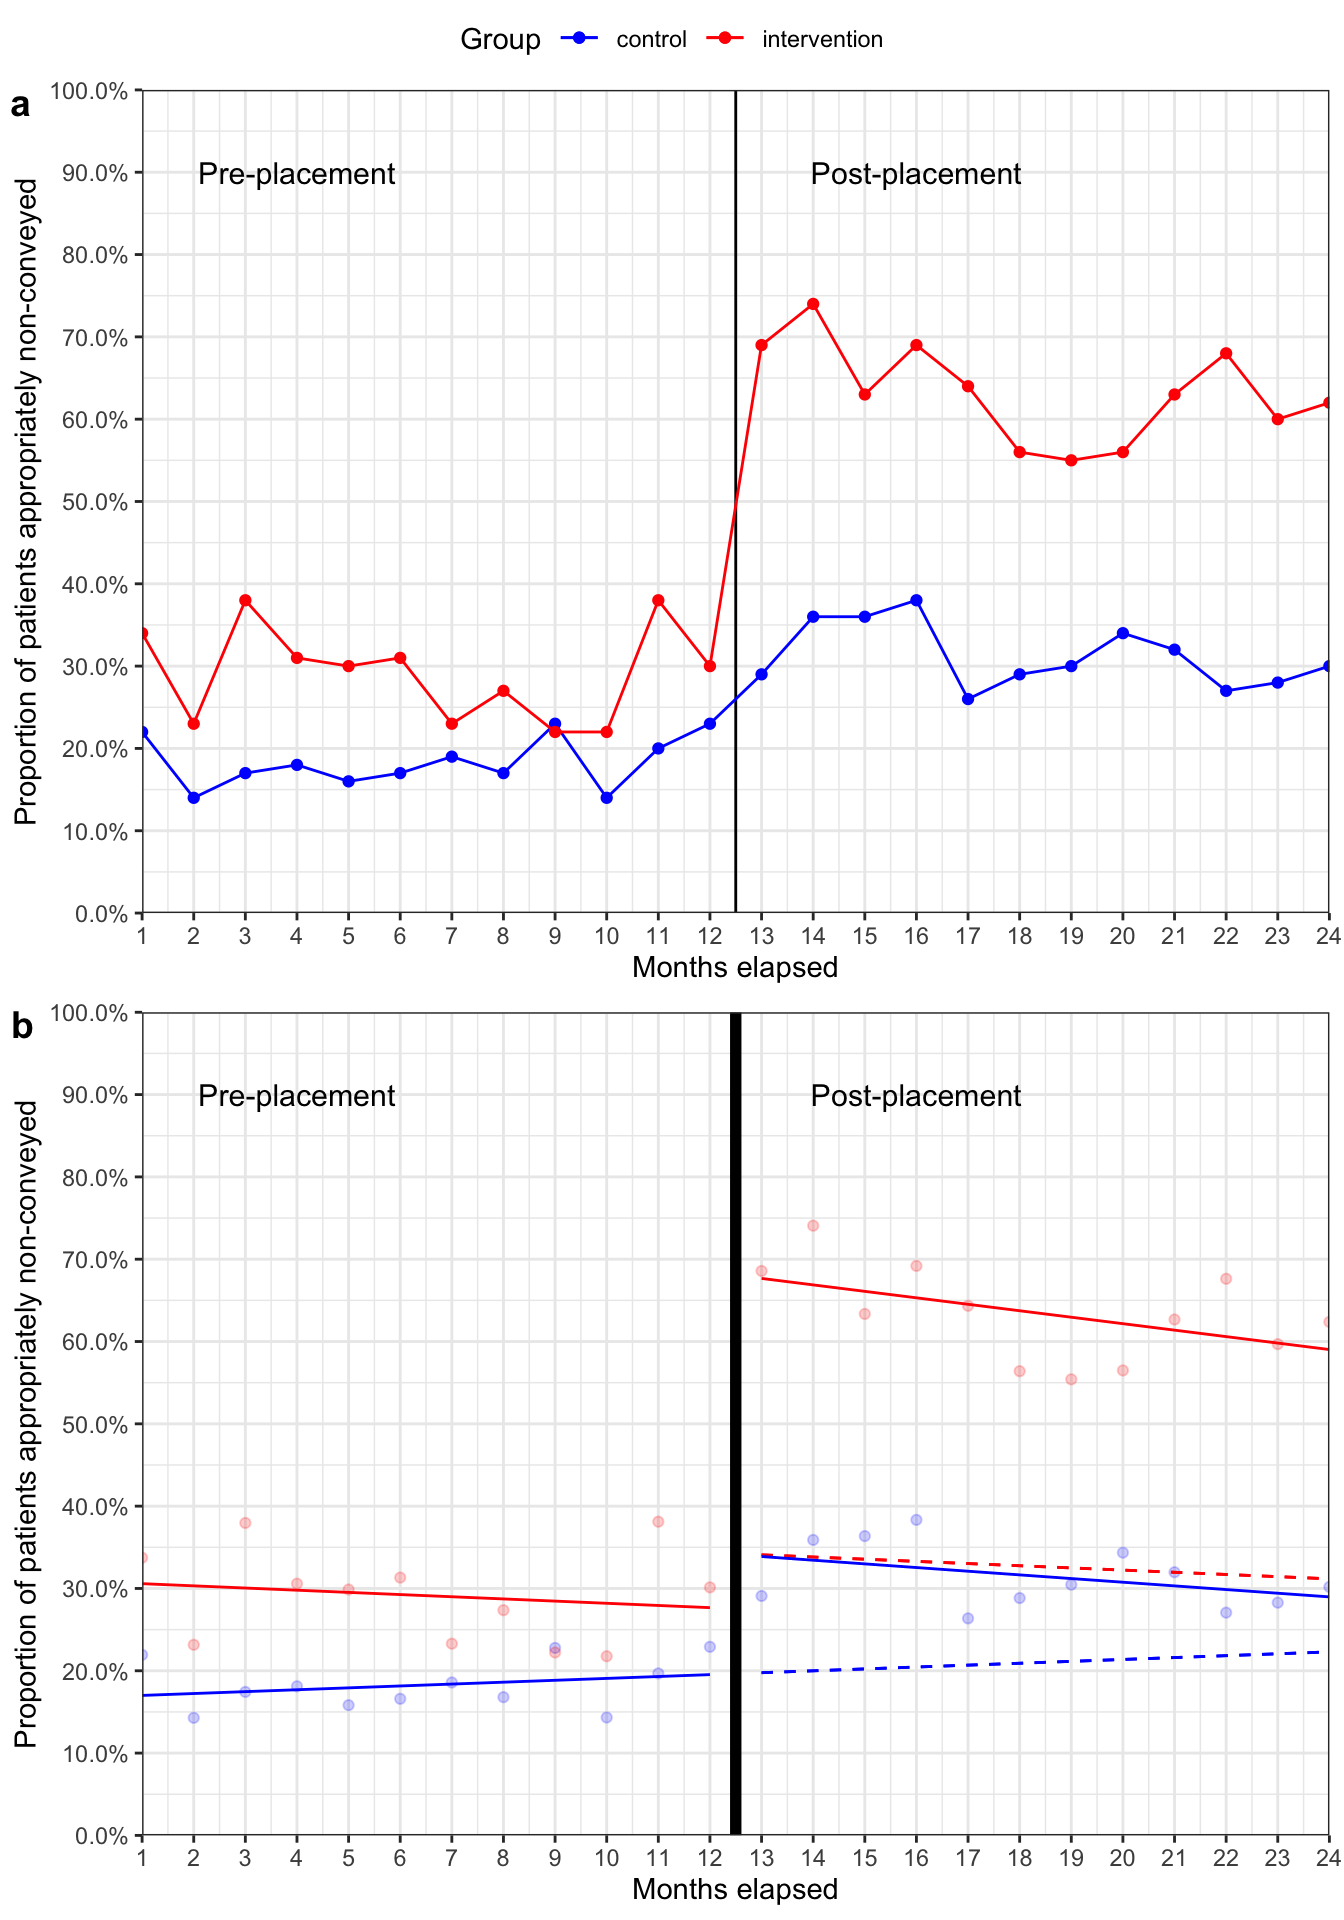 Group control intervention
a
100.0%
90.0%
80.0%
70.0%
60.0%
50.0%
40.0%
30.0%
20.0%
10.0%
0.0%
Proportion of patients appropriately non-conveyed
Pre-placement Post-placement
1 2 3 4 5 6 7 8 9 10 11 12 13 14 15 16 17 18 19 20 21 22 23 24
Months elapsed
b
100.0%
90.0%
80.0%
70.0%
60.0%
50.0%
40.0%
30.0%
20.0%
10.0%
0.0%
Proportion of patients appropriately non-conveyed
Pre-placement Post-placement
1 2 3 4 5 6 7 8 9 10 11 12 13 14 15 16 17 18 19 20 21 22 23 24
Months elapsed